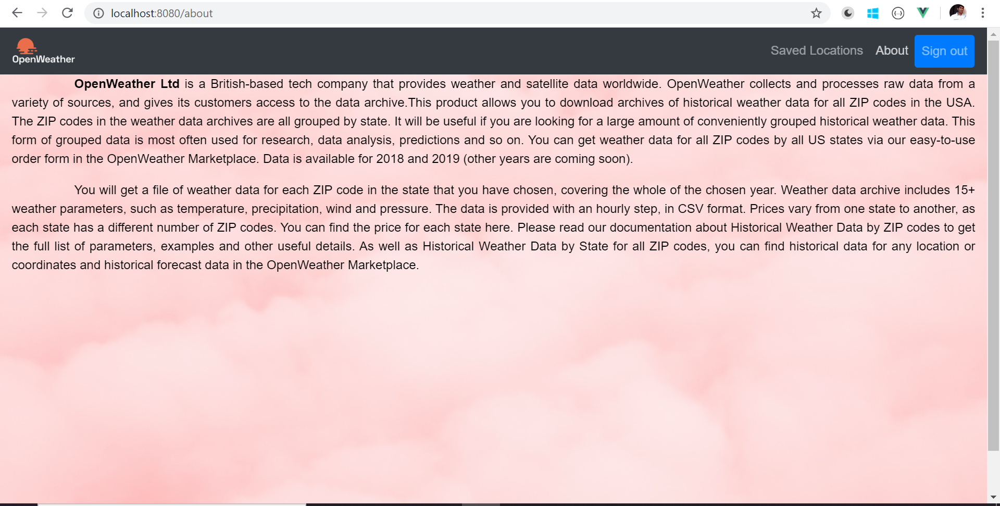 localhost:8080/about
OpenWeather
Saved Locations About Sign out
OpenWeather Ltd is a British-based tech company that provides weather and satellite data worldwide. OpenWeather collects and processes raw data from a
variety of sources, and gives its customers access to the data archive.This product allows you to download archives of historical weather data for all ZIP codes in the USA.
The ZIP codes in the weather data archives are all grouped by state. It will be useful if you are looking for a large amount of conveniently grouped historical weather data. This
form of grouped data is most often used for research, data analysis, predictions and so on. You can get weather data for all ZIP codes by all US states via our easy-to-use
order form in the OpenWeather Marketplace. Data is available for 2018 and 2019 (other years are coming soon).
You will get a file of weather data for each ZIP code in the state that you have chosen, covering the whole of the chosen year. Weather data archive includes 15+
weather parameters, such as temperature, precipitation, wind and pressure. The data is provided with an hourly step, in CSV format. Prices vary from one state to another, as
each state has a different number of ZIP codes. You can find the price for each state here. Please read our documentation about Historical Weather Data by ZIP codes to get
the full list of parameters, examples and other useful details. As well as Historical Weather Data by State for all ZIP codes, you can find historical data for any location or
coordinates and historical forecast data in the OpenWeather Marketplace.